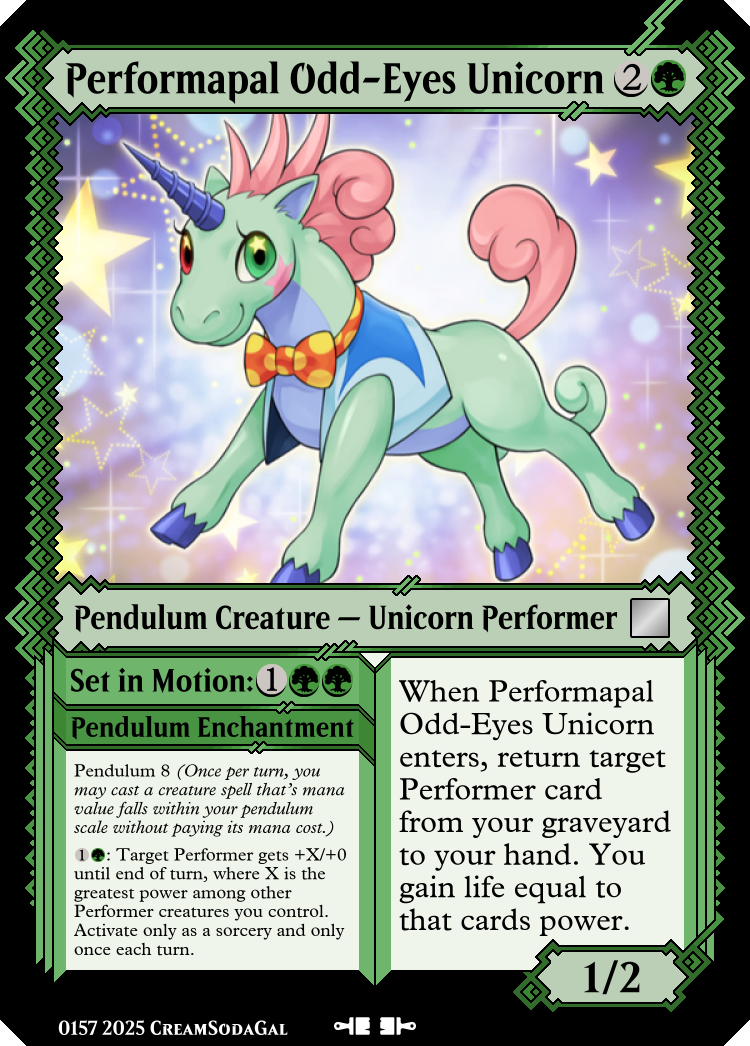 Performapal Odd-Eyes Unicorn 2
Pendulum Creature — Unicorn Performer
Set in Motion: 1
Pendulum Enchantment
Pendulum 8 (Once per turn, you
may cast a creature spell that's mana
value falls within your pendulum
scale without paying its mana cost.)
1: Target Performer gets +X/+0
until end of turn, where X is the
greatest power among other
Performer creatures you control.
Activate only as a sorcery and only
once each turn.
When Performapal
Odd-Eyes Unicorn
enters, return target
Performer card
from your graveyard
to your hand. You
gain life equal to
that cards power.
1/2
0157 2025 CreamSodaGal